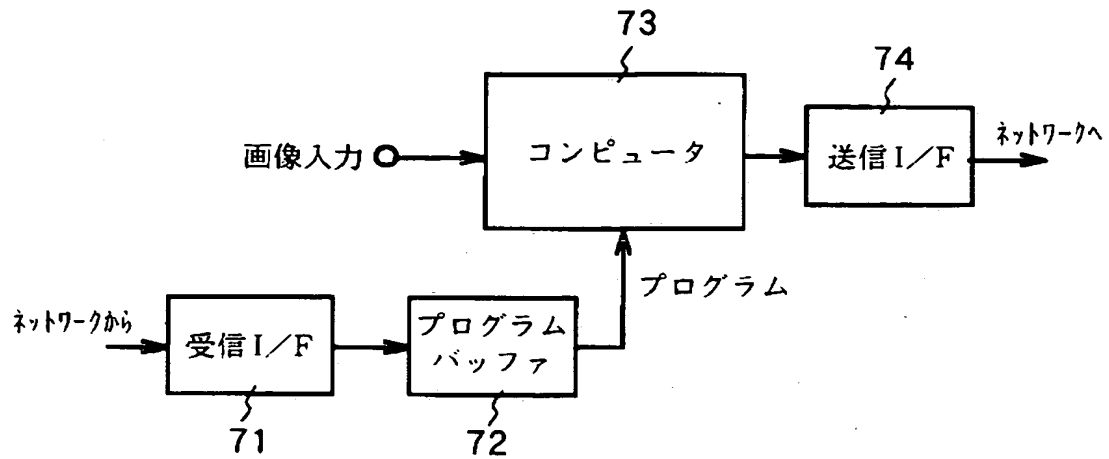 73
74
画像入力
コンピュータ
送信I/F
ネットワークへ
プログラム
ネットワークから
受信I/F
プログラム
バッファ
71
72